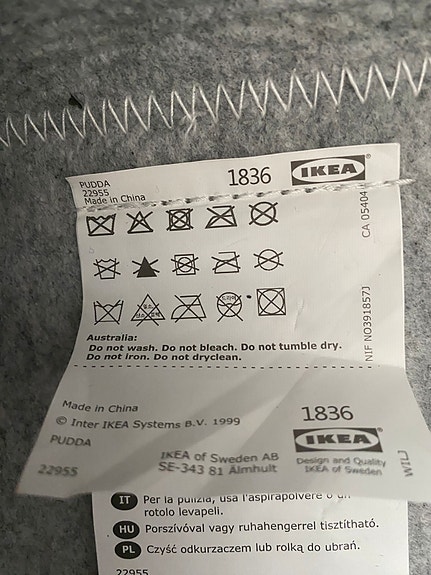 PUDDA
22955
Made in China
1836
IKEA
CA 05404
NIF NO3918573
Australia:
Do not wash. Do not bleach. Do not tumble dry.
Do not iron. Do not dryclean.
Made in China
© Inter IKEA Systems B.V. 1999
PUDDA
22955
IKEA of Sweden AB
SE-343 81 Älmhult
1836
IKEA
Design and Quality
IKEA of Sweden
IT Per la pulizia, usa l'aspirapolvere o un
rotolo levapeli.
HU Porszívóval vagy ruhahengerrel tisztítható.
PL Czyść odkurzaczem lub rolką do ubrań.
22955